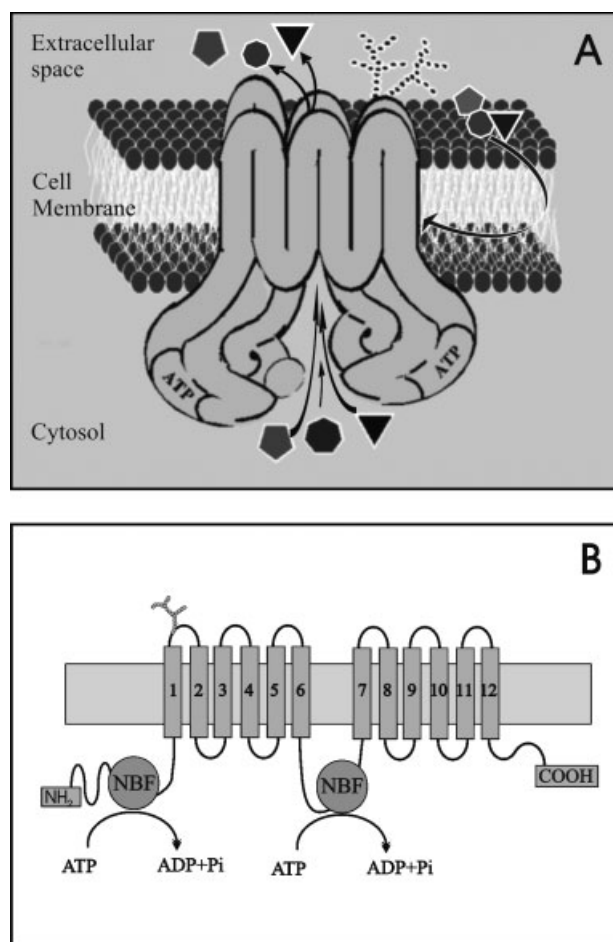 Extracellular
space
A
Cell
Membrane
ATP
ATP
Cytosol
B
1 2 3 4 5 6 7 8 9 10 11 12
NH2
NBF
NBF
COOH
ATP
ADP+Pi
ATP
ADP+Pi